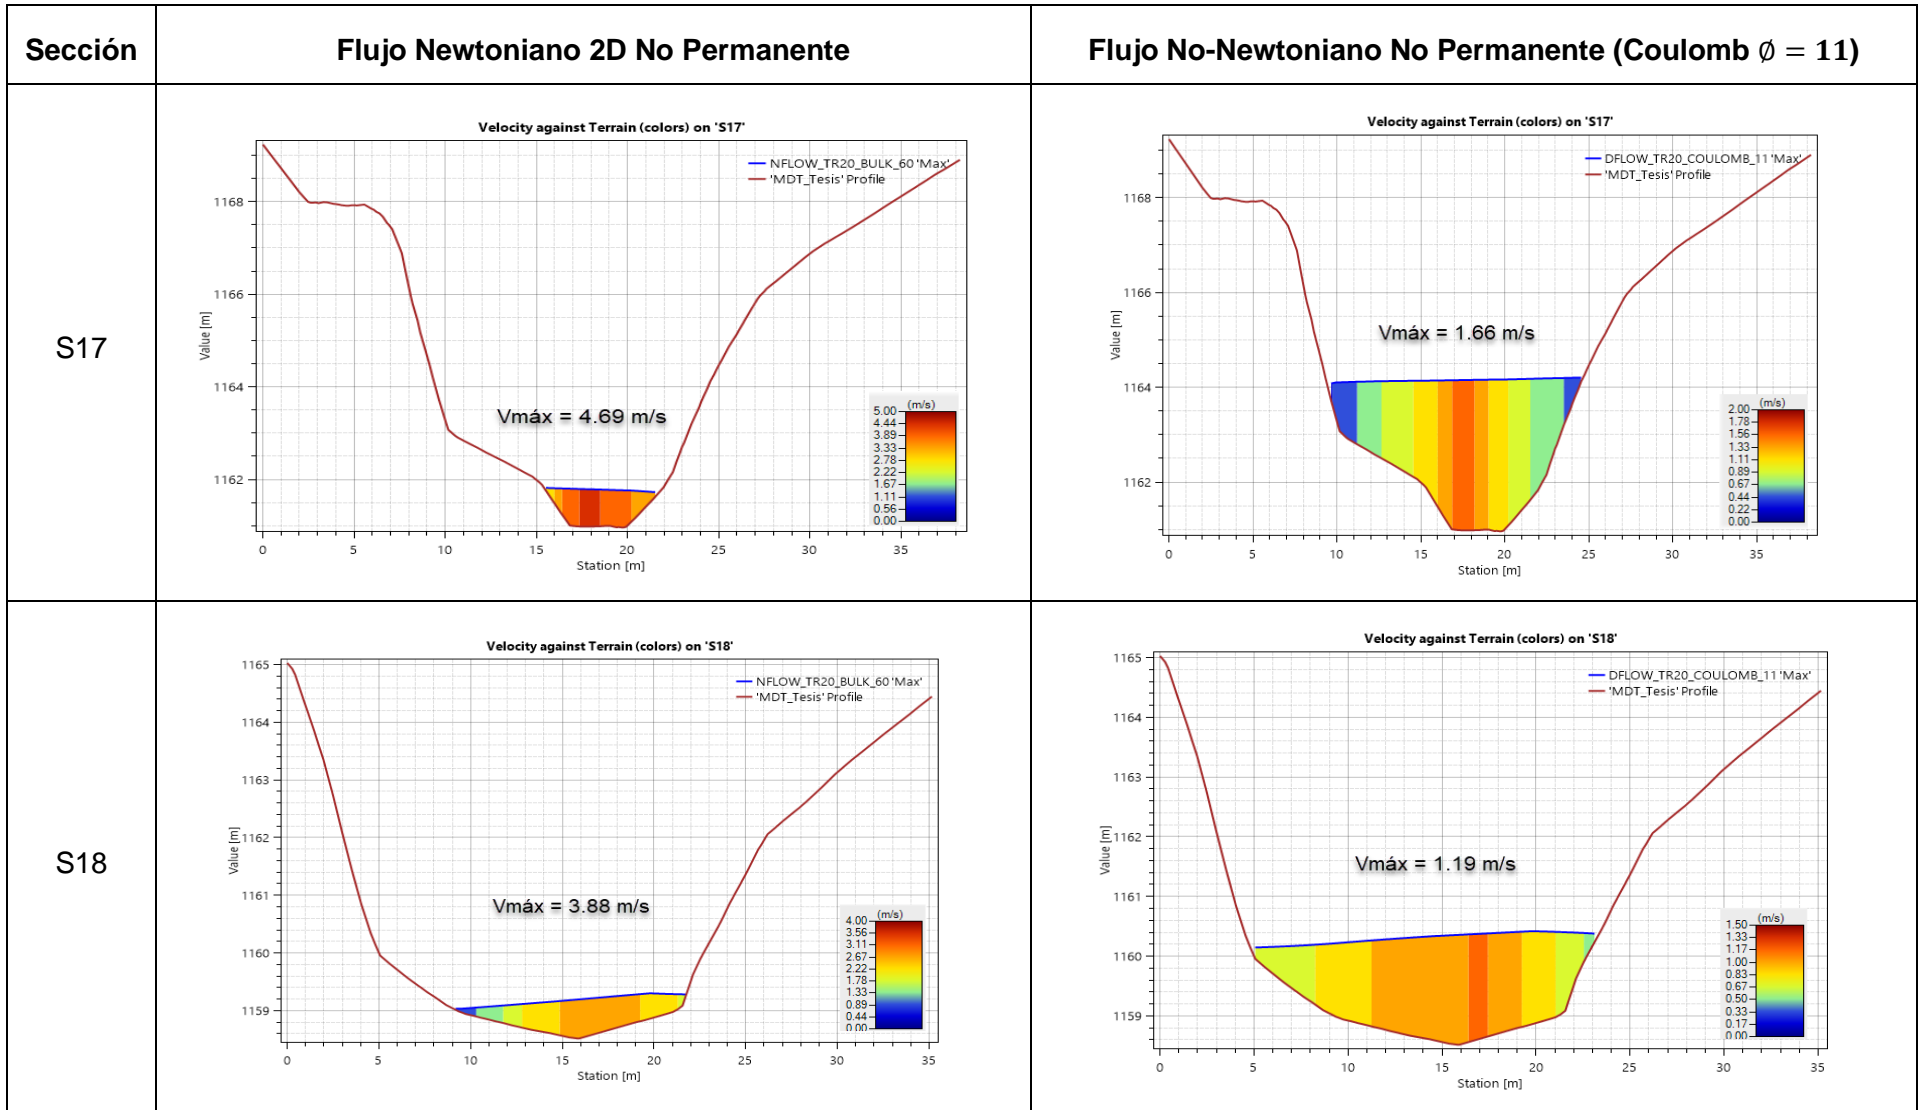 Sección
Flujo Newtoniano 2D No Permanente
Flujo No-Newtoniano No Permanente (Coulomb ∅ = 11)
S17
Velocity against Terrain (colors) on 'S17'
NFLOW_TR20_BULK_60 'Max'
'MDT_Tesis' Profile
1168
1166
1164
1162
Value [m]
Vmáx = 4.69 m/s
(m/s)
5.00
4.44
3.89
3.33
2.78
2.22
1.67
1.11
0.56
0.00
0 5 10 15 20 25 30 35
Station [m]
Velocity against Terrain (colors) on 'S17'
DFLOW_TR20_COULOMB_11 'Max'
'MDT_Tesis' Profile
1168
1166
1164
1162
Value [m]
Vmáx = 1.66 m/s
(m/s)
2.00
1.78
1.56
1.33
1.11
0.89
0.67
0.44
0.22
0.00
0 5 10 15 20 25 30 35
Station [m]
S18
Velocity against Terrain (colors) on 'S18'
NFLOW_TR20_BULK_60 'Max'
'MDT_Tesis' Profile
1165
1164
1163
1162
1161
1160
1159
Value [m]
Vmáx = 3.88 m/s
(m/s)
4.00
3.56
3.11
2.67
2.22
1.78
1.33
0.89
0.44
0.00
0 5 10 15 20 25 30 35
Station [m]
Velocity against Terrain (colors) on 'S18'
DFLOW_TR20_COULOMB_11 'Max'
'MDT_Tesis' Profile
1165
1164
1163
1162
1161
1160
1159
Value [m]
Vmáx = 1.19 m/s
(m/s)
1.50
1.33
1.17
1.00
0.83
0.67
0.50
0.33
0.17
0.00
0 5 10 15 20 25 30 35
Station [m]